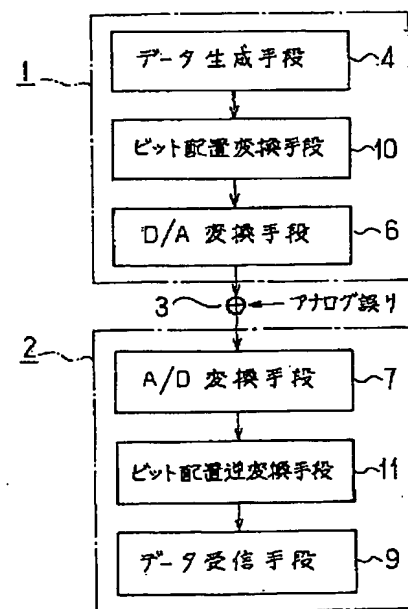 1
データ生成手段 4
ビット配置変換手段 10
D/A 変換手段 6
3 アナログ誤り
2
A/D 変換手段 7
ビット配置逆変換手段 11
データ受信手段 9